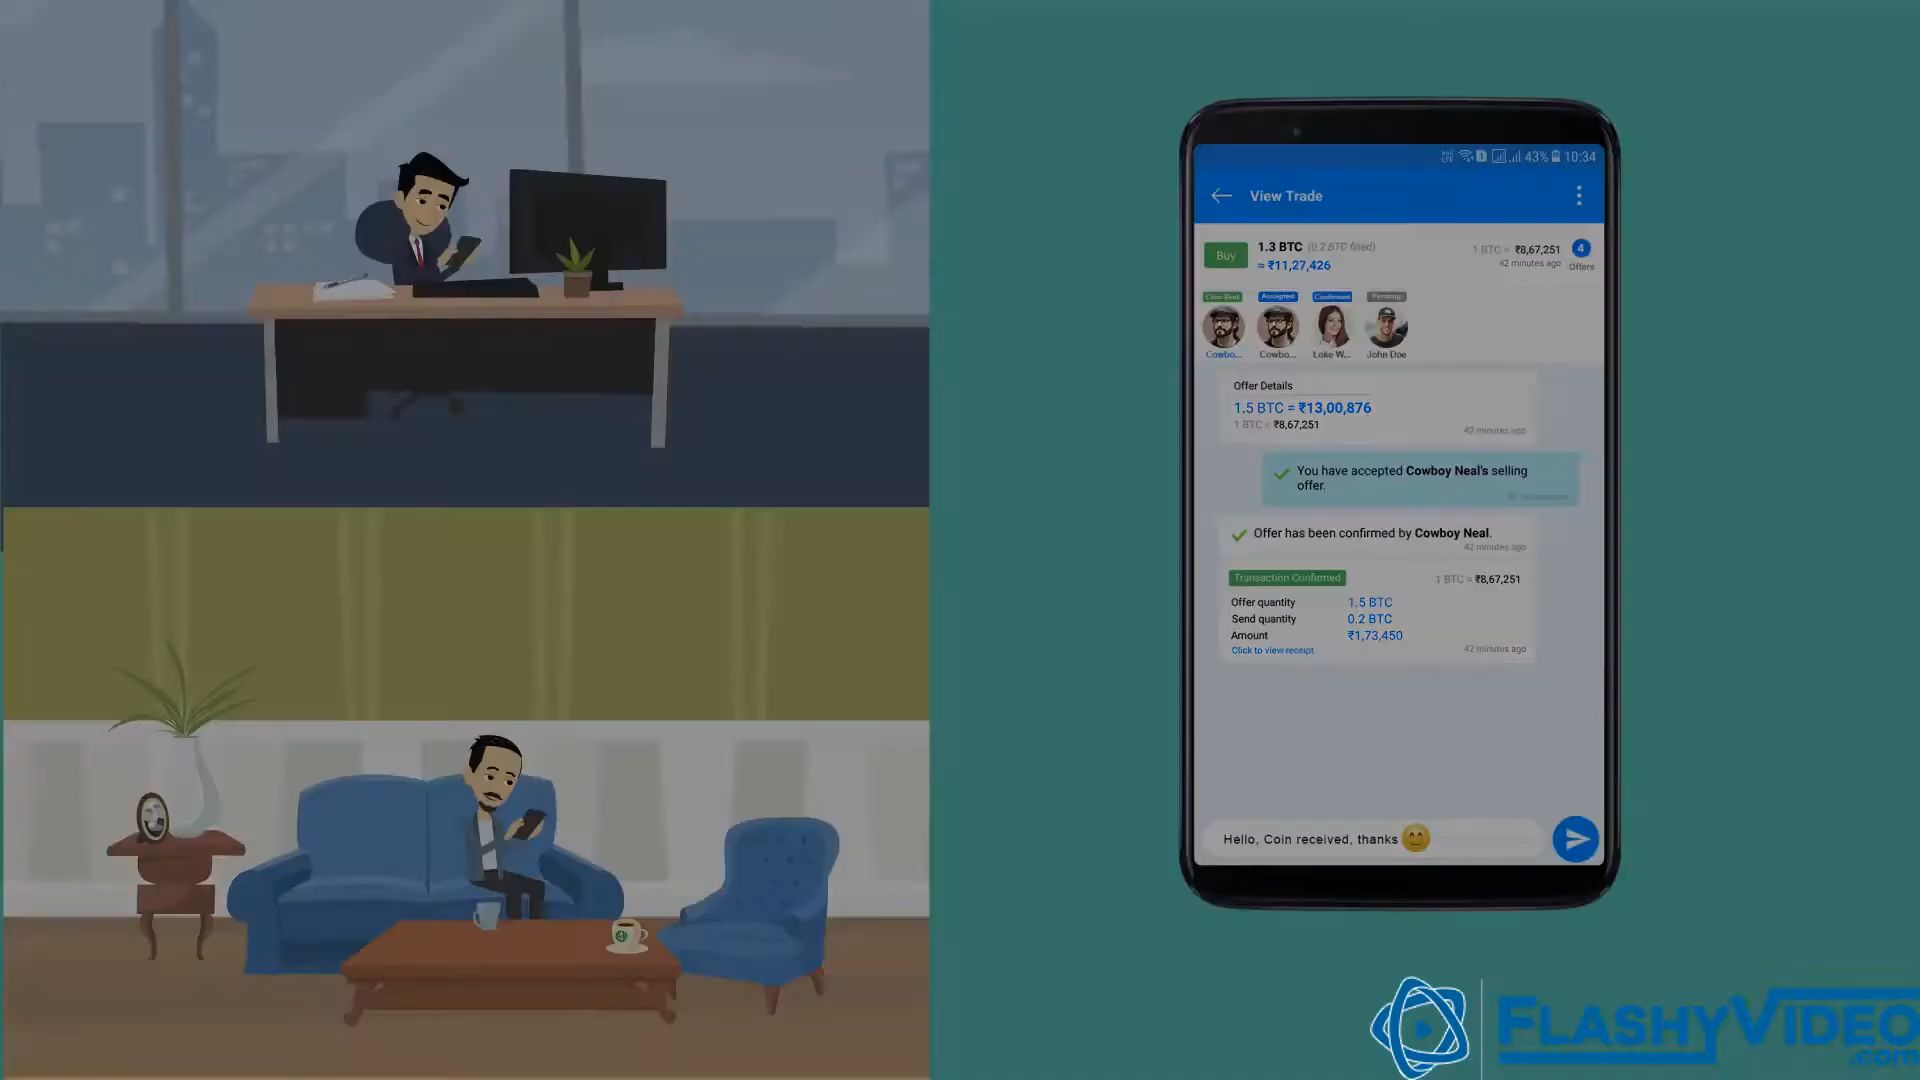 43% 10:34
View Trade
Buy
1.3 BTC (0.2 BTC filled)
≈ ₹11,27,426
1 BTC = ₹8,67,251
42 minutes ago
4
Offers
Coin Sent
Accepted
Confirmed
Pending
Cowbo...
Cowbo...
Lake W...
John Doe
Offer Details
1.5 BTC = ₹13,00,876
1 BTC = ₹8,67,251
42 minutes ago
You have accepted Cowboy Neal's selling
offer.
Offer has been confirmed by Cowboy Neal.
42 minutes ago
Transaction Confirmed
1 BTC = ₹8,67,251
Offer quantity 1.5 BTC
Send quantity 0.2 BTC
Amount ₹1,73,450
Click to view receipt
42 minutes ago
Hello, Coin received, thanks 😊
FLASHYVIDEO
.com